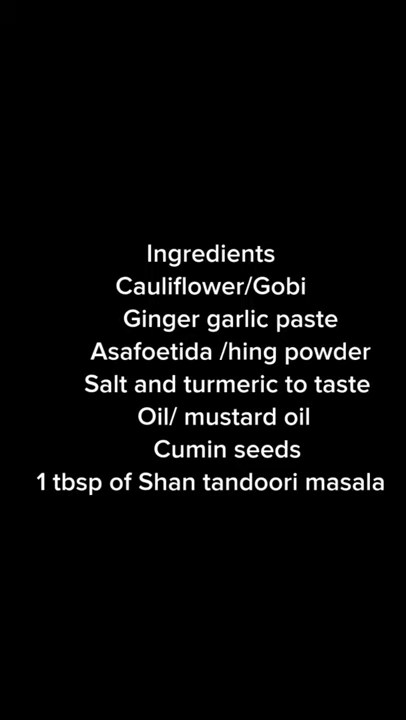 Ingredients
Cauliflower/Gobi
Ginger garlic paste
Asafoetida /hing powder
Salt and turmeric to taste
Oil/ mustard oil
Cumin seeds
1 tbsp of Shan tandoori masala